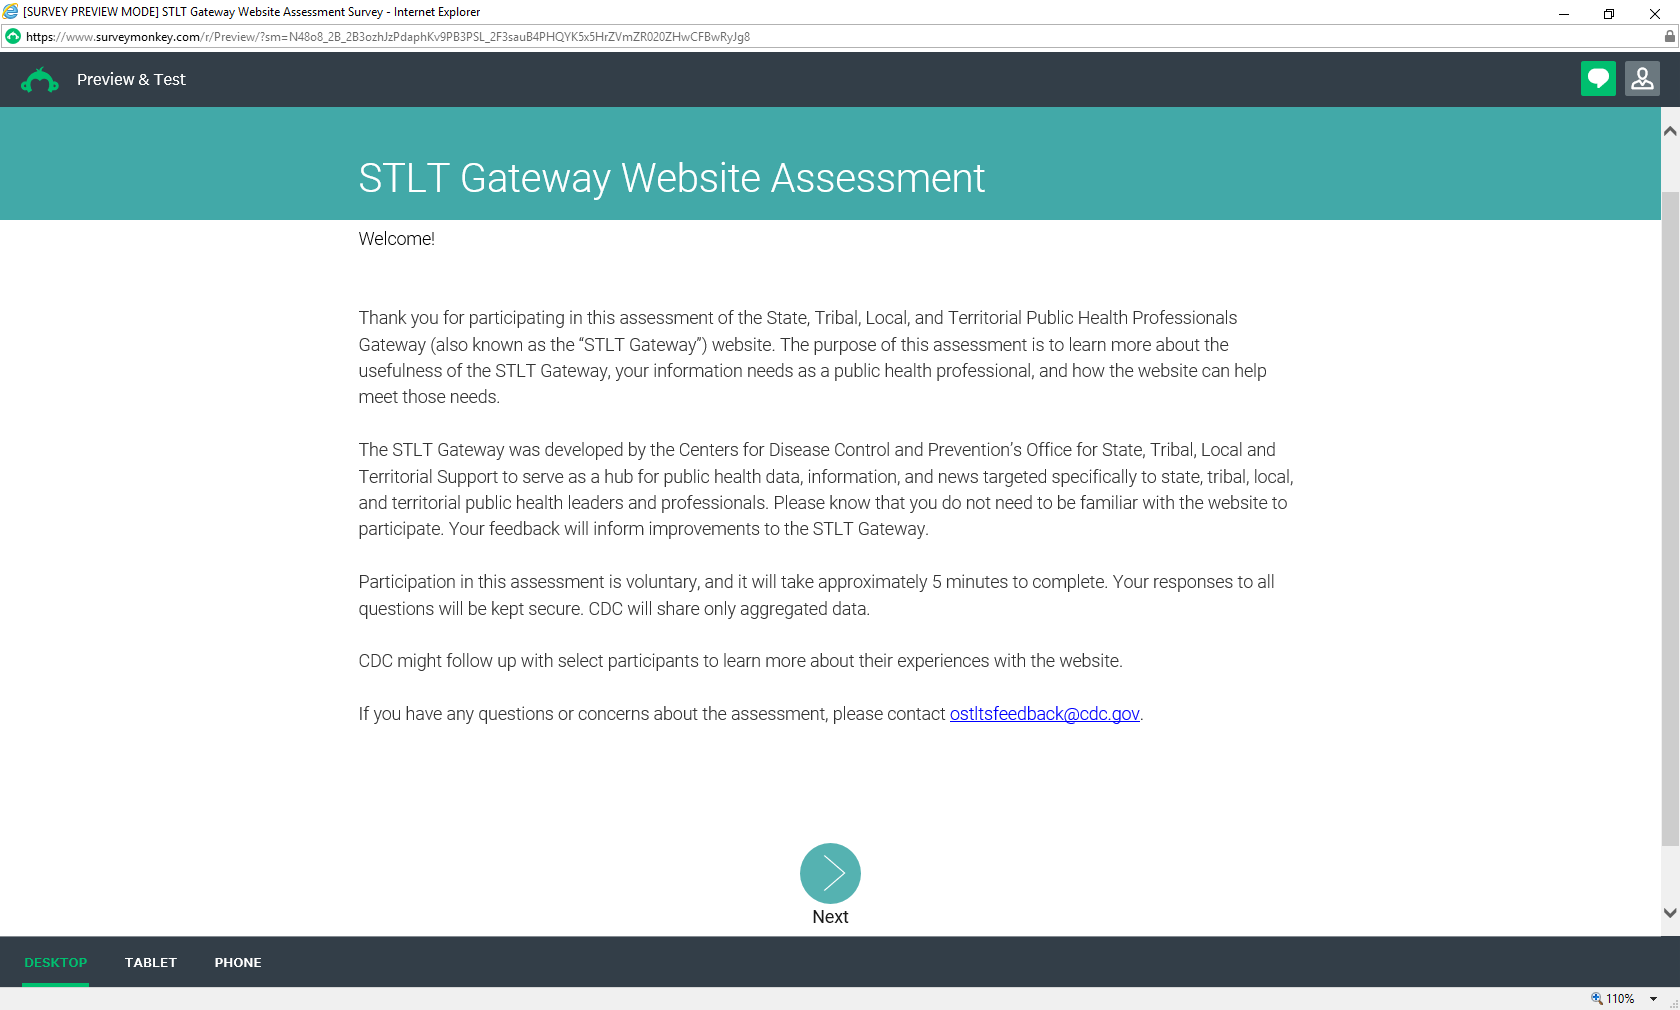 [SURVEY PREVIEW MODE] STLT Gateway Website Assessment Survey - Internet Explorer
https://www.surveymonkey.com/r/Preview/?sm=N48o8_2B_2B3ozhJzPdaphKv9PB3PSL_2F3sauB4PHQYK5x5HrZVmZR020ZHwCFBwRyJg8
Preview & Test
STLT Gateway Website Assessment
Welcome!
Thank you for participating in this assessment of the State, Tribal, Local, and Territorial Public Health Professionals
Gateway (also known as the “STLT Gateway”) website. The purpose of this assessment is to learn more about the
usefulness of the STLT Gateway, your information needs as a public health professional, and how the website can help
meet those needs.
The STLT Gateway was developed by the Centers for Disease Control and Prevention’s Office for State, Tribal, Local and
Territorial Support to serve as a hub for public health data, information, and news targeted specifically to state, tribal, local,
and territorial public health leaders and professionals. Please know that you do not need to be familiar with the website to
participate. Your feedback will inform improvements to the STLT Gateway.
Participation in this assessment is voluntary, and it will take approximately 5 minutes to complete. Your responses to all
questions will be kept secure. CDC will share only aggregated data.
CDC might follow up with select participants to learn more about their experiences with the website.
If you have any questions or concerns about the assessment, please contact ostltsfeedback@cdc.gov.
Next
DESKTOP TABLET PHONE
110%